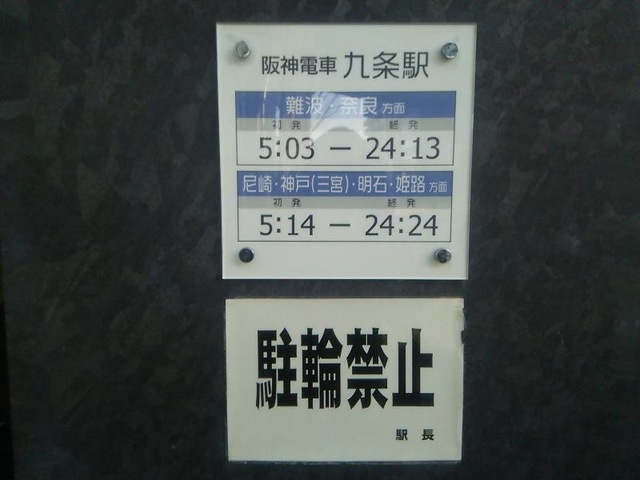 阪神電車 九条駅
難波・奈良 方面
初発 終発
5:03 − 24:13
尼崎・神戸(三宮)・明石・姫路 方面
初発 終発
5:14 − 24:24
駐輪禁止
駅長